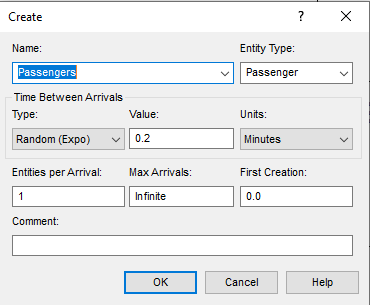 Create
?
Name:
Entity Type:
Passengers
Passenger
Time Between Arrivals
Type:
Value:
Units:
Random (Expo)
0.2
Minutes
Entities per Arrival:
Max Arrivals:
First Creation:
1
Infinite
0.0
Comment:
OK
Cancel
Help